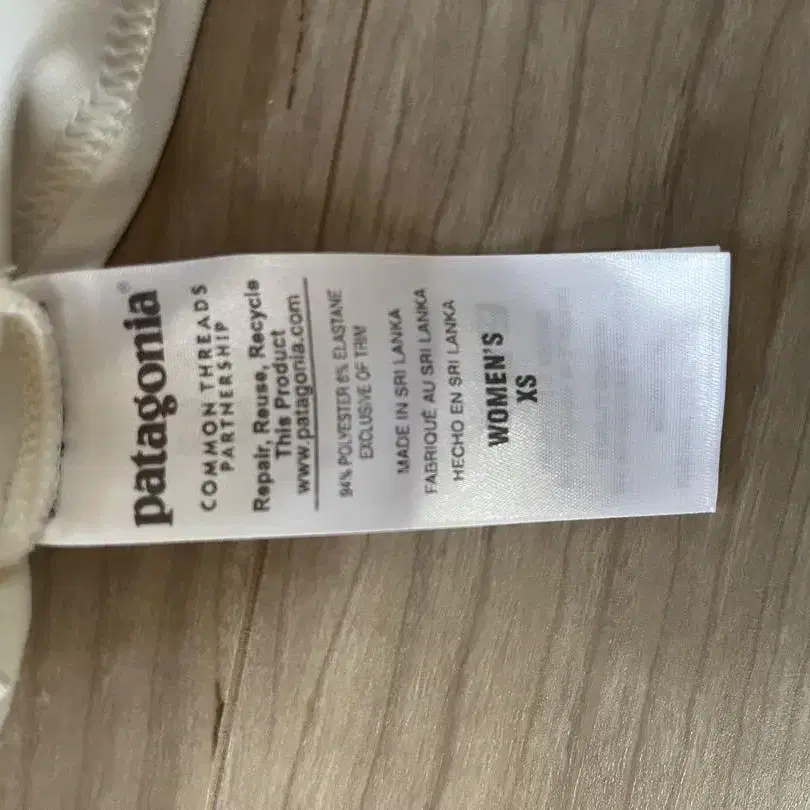 patagonia®
COMMON THREADS
PARTNERSHIP
Repair, Reuse, Recycle
This Product
www.patagonia.com
94% POLYESTER 6% ELASTANE
EXCLUSIVE OF TRIM
MADE IN SRI LANKA
FABRIQUÉ AU SRI LANKA
HECHO EN SRI LANKA
WOMEN'S
XS